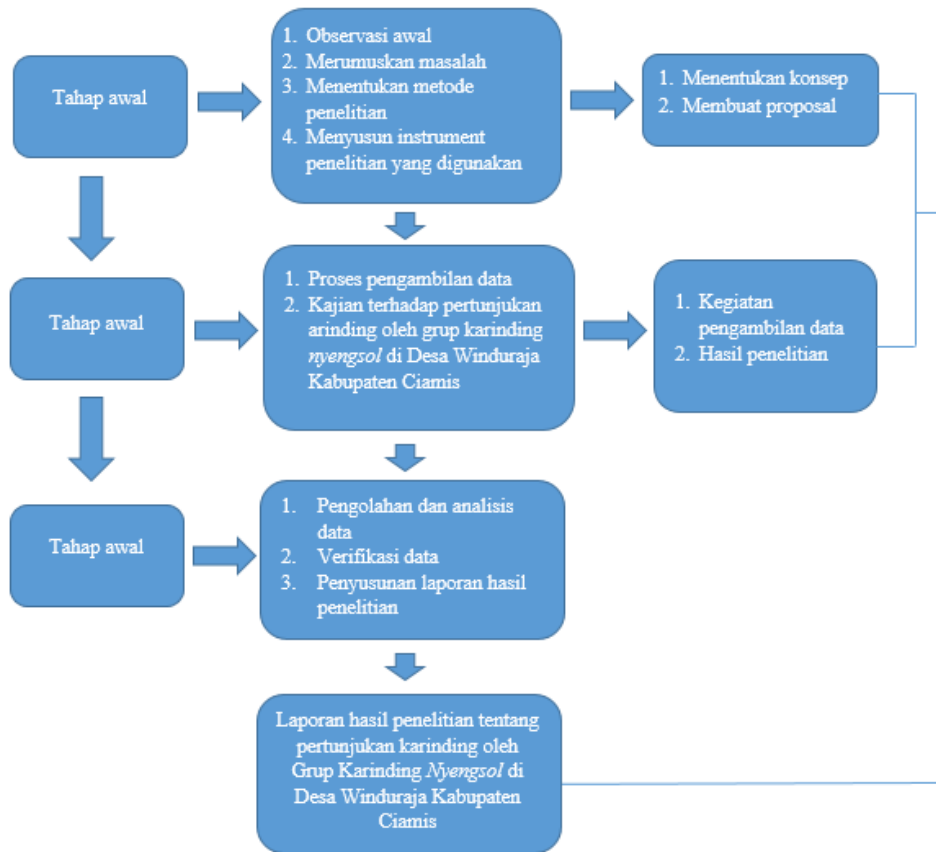 Tahap awal
1. Observasi awal
2. Merumuskan masalah
3. Menentukan metode
penelitian
4. Menyusun instrument
penelitian yang digunakan
1. Menentukan konsep
2. Membuat proposal
Tahap awal
1. Proses pengambilan data
2. Kajian terhadap pertunjukan
arinding oleh grup karinding
nyengsol di Desa Winduraja
Kabupaten Ciamis
1. Kegiatan
pengambilan data
2. Hasil penelitian
Tahap awal
1. Pengolahan dan analisis
data
2. Verifikasi data
3. Penyusunan laporan hasil
penelitian
Laporan hasil penelitian tentang
pertunjukan karinding oleh
Grup Karinding Nyengsol di
Desa Winduraja Kabupaten
Ciamis